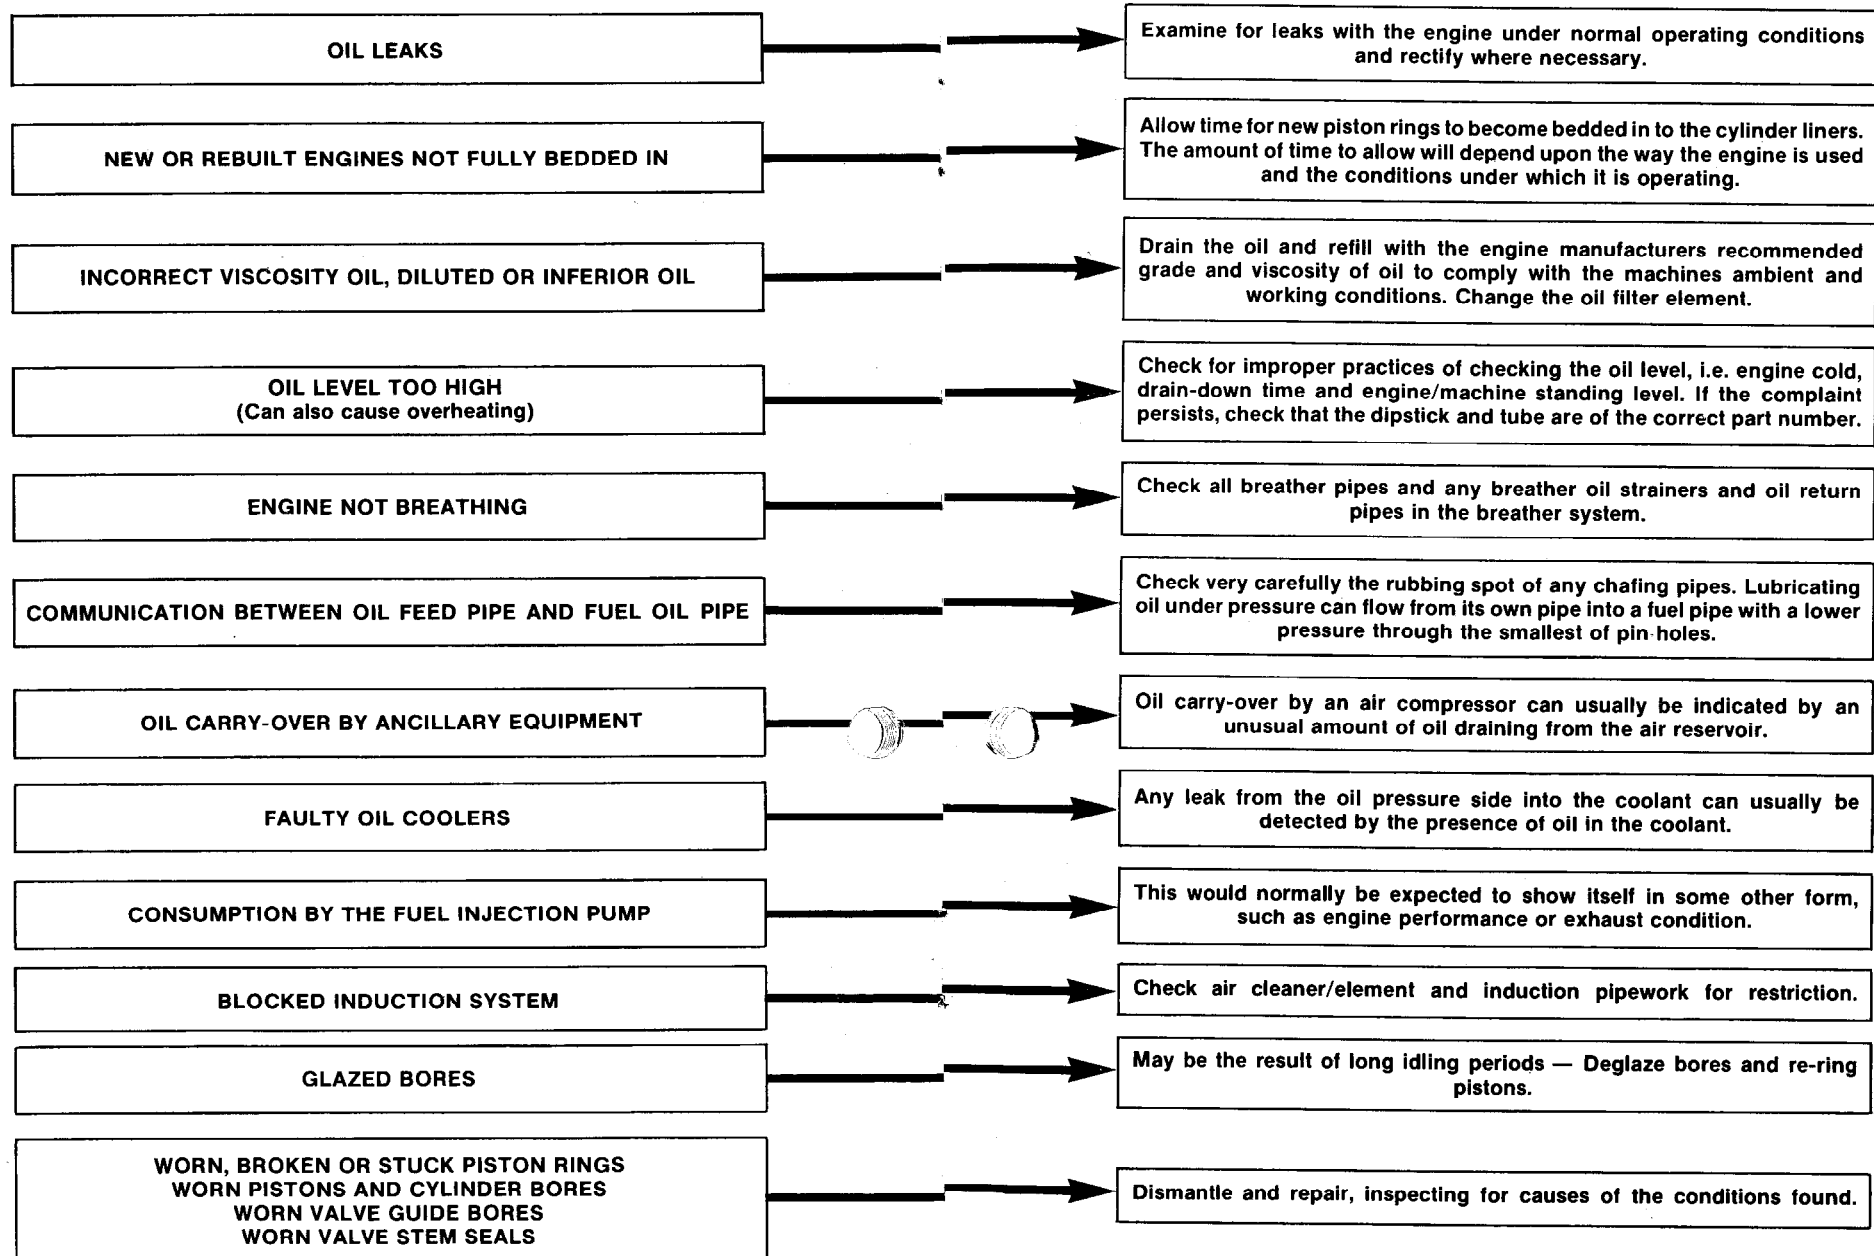 OIL LEAKS
Examine for leaks with the engine under normal operating conditions
and rectify where necessary.
NEW OR REBUILT ENGINES NOT FULLY BEDDED IN
Allow time for new piston rings to become bedded in to the cylinder liners.
The amount of time to allow will depend upon the way the engine is used
and the conditions under which it is operating.
INCORRECT VISCOSITY OIL, DILUTED OR INFERIOR OIL
Drain the oil and refill with the engine manufacturers recommended
grade and viscosity of oil to comply with the machines ambient and
working conditions. Change the oil filter element.
OIL LEVEL TOO HIGH
(Can also cause overheating)
Check for improper practices of checking the oil level, i.e. engine cold,
drain-down time and engine/machine standing level. If the complaint
persists, check that the dipstick and tube are of the correct part number.
ENGINE NOT BREATHING
Check all breather pipes and any breather oil strainers and oil return
pipes in the breather system.
COMMUNICATION BETWEEN OIL FEED PIPE AND FUEL OIL PIPE
Check very carefully the rubbing spot of any chafing pipes. Lubricating
oil under pressure can flow from its own pipe into a fuel pipe with a lower
pressure through the smallest of pin-holes.
OIL CARRY-OVER BY ANCILLARY EQUIPMENT
Oil carry-over by an air compressor can usually be indicated by an
unusual amount of oil draining from the air reservoir.
FAULTY OIL COOLERS
Any leak from the oil pressure side into the coolant can usually be
detected by the presence of oil in the coolant.
CONSUMPTION BY THE FUEL INJECTION PUMP
This would normally be expected to show itself in some other form,
such as engine performance or exhaust condition.
BLOCKED INDUCTION SYSTEM
Check air cleaner/element and induction pipework for restriction.
GLAZED BORES
May be the result of long idling periods — Deglaze bores and re-ring
pistons.
WORN, BROKEN OR STUCK PISTON RINGS
WORN PISTONS AND CYLINDER BORES
WORN VALVE GUIDE BORES
WORN VALVE STEM SEALS
Dismantle and repair, inspecting for causes of the conditions found.